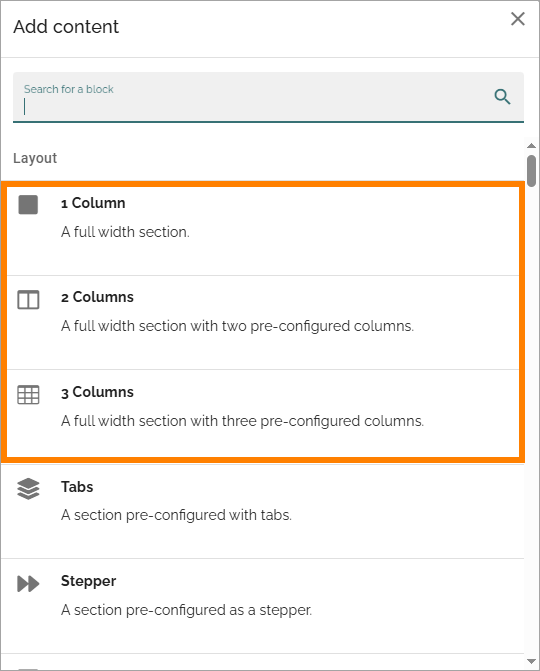 Add content
Search for a block
Layout
1 Column
A full width section.
2 Columns
A full width section with two pre-configured columns.
3 Columns
A full width section with three pre-configured columns.
Tabs
A section pre-configured with tabs.
Stepper
A section pre-configured as a stepper.